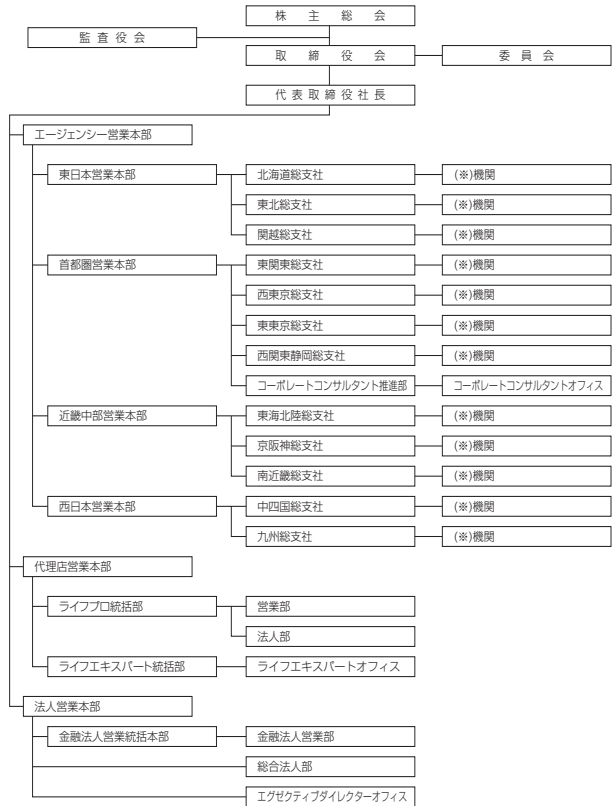 株主総会
監査役会
取締役会
委員会
代表取締役社長
エージェンシー営業本部
東日本営業本部
北海道総支社
(※)機関
東北総支社
(※)機関
関越総支社
(※)機関
首都圏営業本部
東関東総支社
(※)機関
西東京総支社
(※)機関
東東京総支社
(※)機関
西関東静岡総支社
(※)機関
コーポレートコンサルタント推進部
コーポレートコンサルタントオフィス
近畿中部営業本部
東海北陸総支社
(※)機関
京阪神総支社
(※)機関
南近畿総支社
(※)機関
西日本営業本部
中四国総支社
(※)機関
九州総支社
(※)機関
代理店営業本部
ライフプロ統括部
営業部
法人部
ライフエキスパート統括部
ライフエキスパートオフィス
法人営業本部
金融法人営業統括本部
金融法人営業部
総合法人部
エグゼクティブダイレクターオフィス